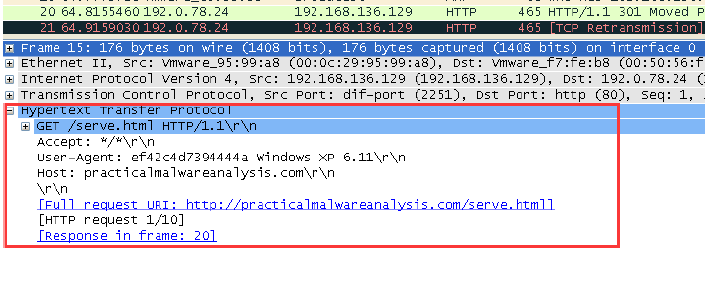 20 64.8155460 192.0.78.24 192.168.136.129 HTTP 465 HTTP/1.1 301 Moved P
21 64.9159030 192.0.78.24 192.168.136.129 HTTP 465 [TCP Retransmission]
Frame 15: 176 bytes on wire (1408 bits), 176 bytes captured (1408 bits) on interface 0
Ethernet II, Src: Vmware_95:99:a8 (00:0c:29:95:99:a8), Dst: Vmware_f7:fe:b8 (00:50:56:f
Internet Protocol Version 4, Src: 192.168.136.129 (192.168.136.129), Dst: 192.0.78.24 (1
Transmission Control Protocol, Src Port: dif-port (2251), Dst Port: http (80), Seq: 1,
Hypertext Transfer Protocol
GET /serve.html HTTP/1.1\r\n
Accept: */*\r\n
User-Agent: ef42c4d7394444a Windows XP 6.11\r\n
Host: practicalmalwareanalysis.com\r\n
\r\n
[Full request URI: http://practicalmalwareanalysis.com/serve.html]
[HTTP request 1/10]
[Response in frame: 20]